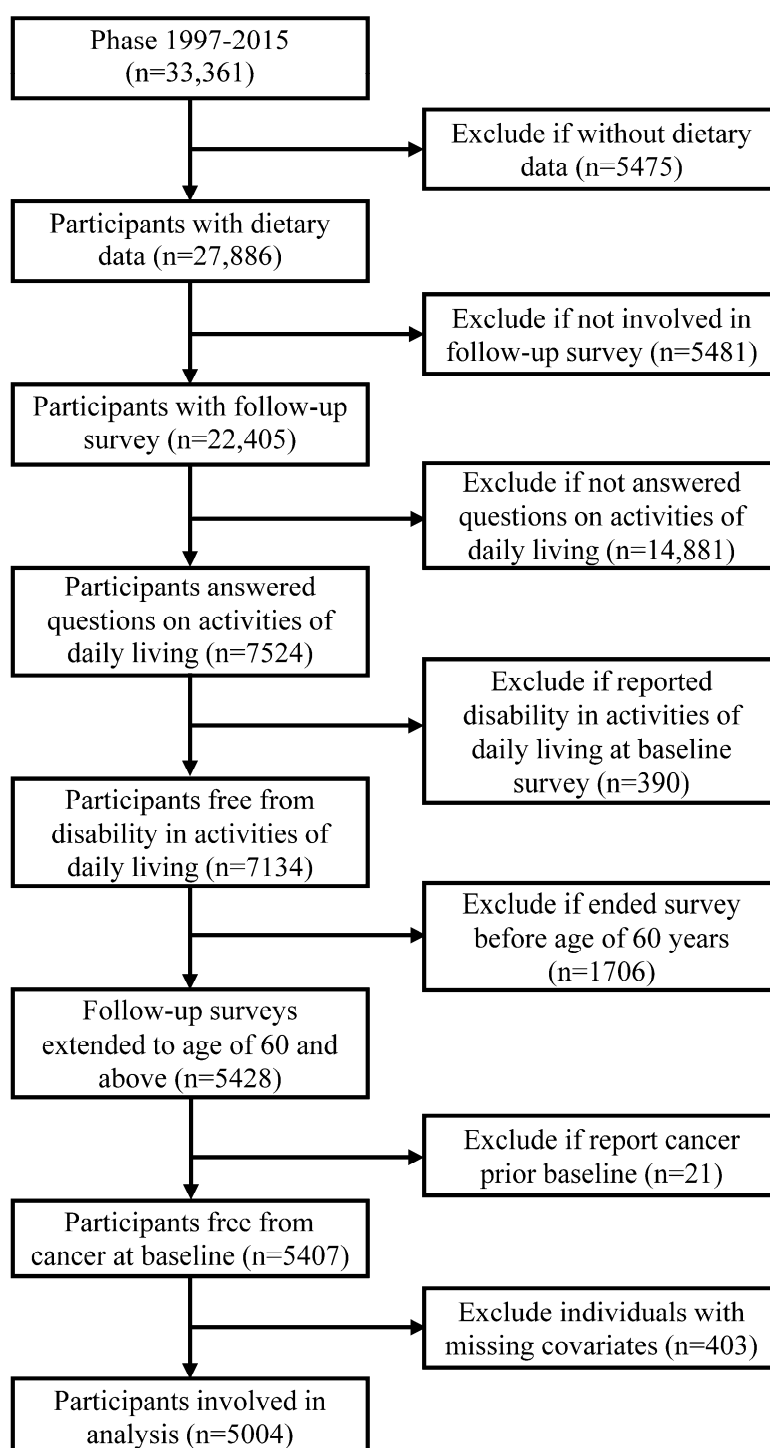 Phase 1997-2015
(n=33,361)
Exclude if without dietary
data (n=5475)
Participants with dietary
data (n=27,886)
Exclude if not involved in
follow-up survey (n=5481)
Participants with follow-up
survey (n=22,405)
Exclude if not answered
questions on activities of
daily living (n=14,881)
Participants answered
questions on activities of
daily living (n=7524)
Exclude if reported
disability in activities of
daily living at baseline
survey (n=390)
Participants free from
disability in activities of
daily living (n=7134)
Exclude if ended survey
before age of 60 years
(n=1706)
Follow-up surveys
extended to age of 60 and
above (n=5428)
Exclude if report cancer
prior baseline (n=21)
Participants free from
cancer at baseline (n=5407)
Exclude individuals with
missing covariates (n=403)
Participants involved in
analysis (n=5004)